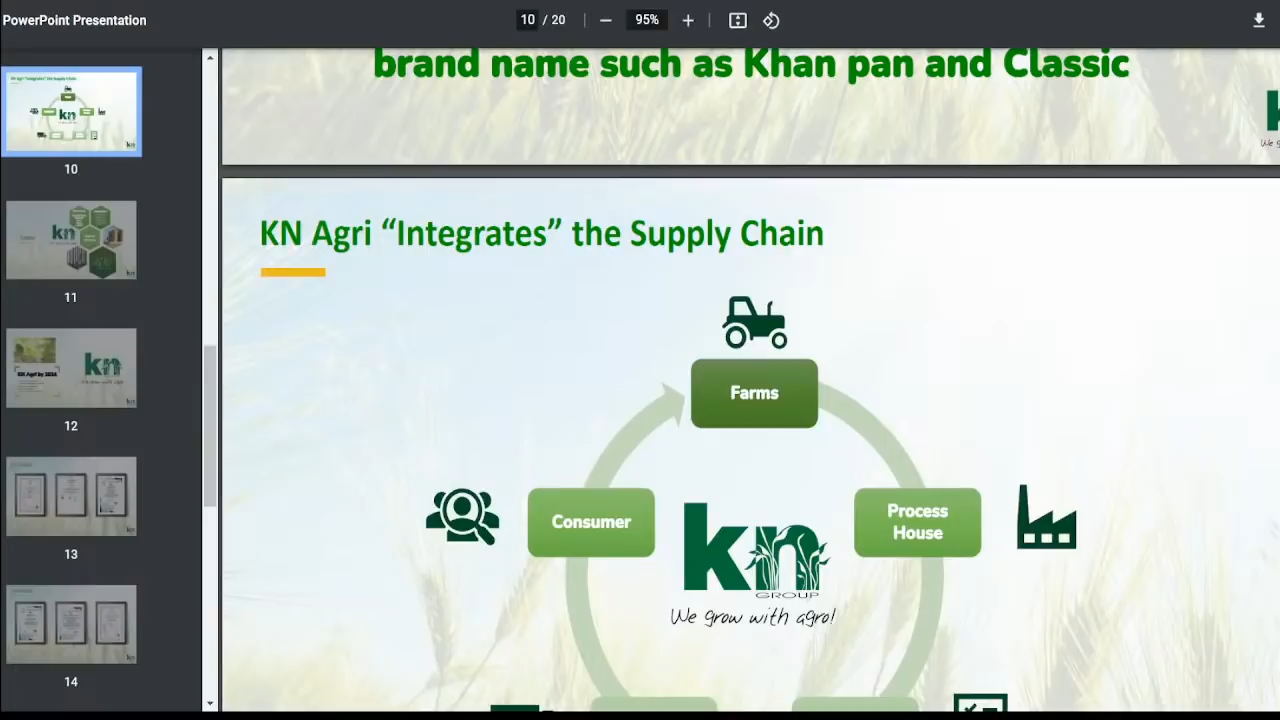 PowerPoint Presentation
10 / 20
95%
brand name such as Khan pan and Classic
KN Agri “Integrates” the Supply Chain
Farms
Consumer
Process
House
kn
GROUP
We grow with agro!
10
11
12
13
14